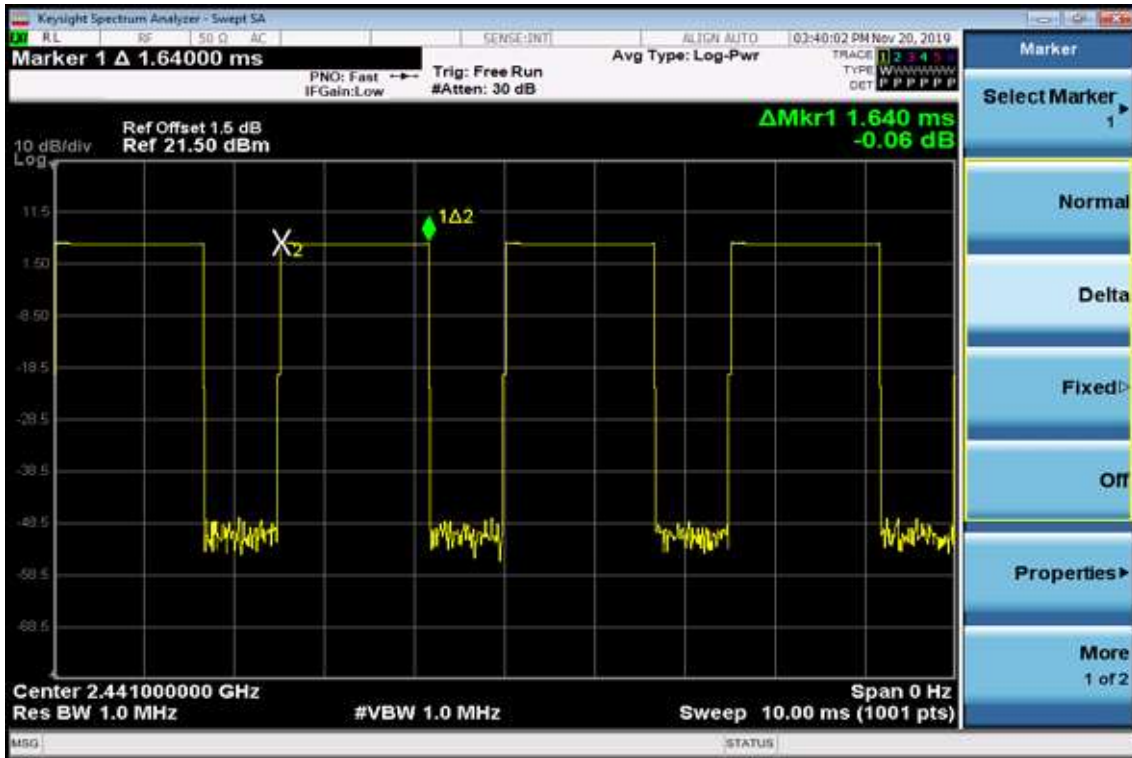 Keysight Spectrum Analyzer - Swept SA
LXI RL RF 50 Ω AC SENSE:INT ALIGN AUTO 03:40:02 PM Nov 20, 2019
Marker 1 Δ 1.64000 ms
PNO: Fast
IFGain:Low
Trig: Free Run
#Atten: 30 dB
Avg Type: Log-Pwr
TRACE 1 2 3 4 5 6
TYPE WWWWWWW
DET P P P P P P
ΔMkr1 1.640 ms
-0.06 dB
Ref Offset 1.5 dB
10 dB/div Ref 21.50 dBm
Log
11.5
1.50
-8.50
-18.5
-28.5
-38.5
-48.5
-58.5
-68.5
X2
1Δ2
Center 2.441000000 GHz Span 0 Hz
Res BW 1.0 MHz #VBW 1.0 MHz Sweep 10.00 ms (1001 pts)
MSG STATUS
Marker
Select Marker
1
Normal
Delta
Fixed
Off
Properties
More
1 of 2